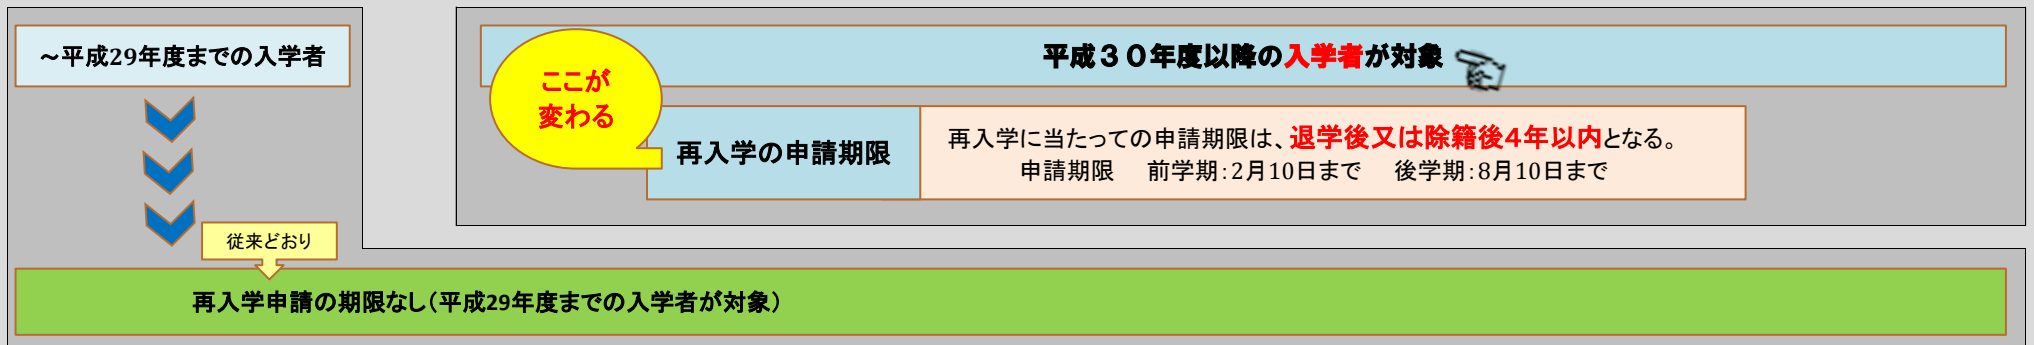 ～平成29年度までの入学者
平成３０年度以降の入学者が対象
ここが
変わる
再入学の申請期限
再入学に当たっての申請期限は、退学後又は除籍後4年以内となる。
申請期限　前学期：2月10日まで　後学期：8月10日まで
従来どおり
再入学申請の期限なし（平成29年度までの入学者が対象）